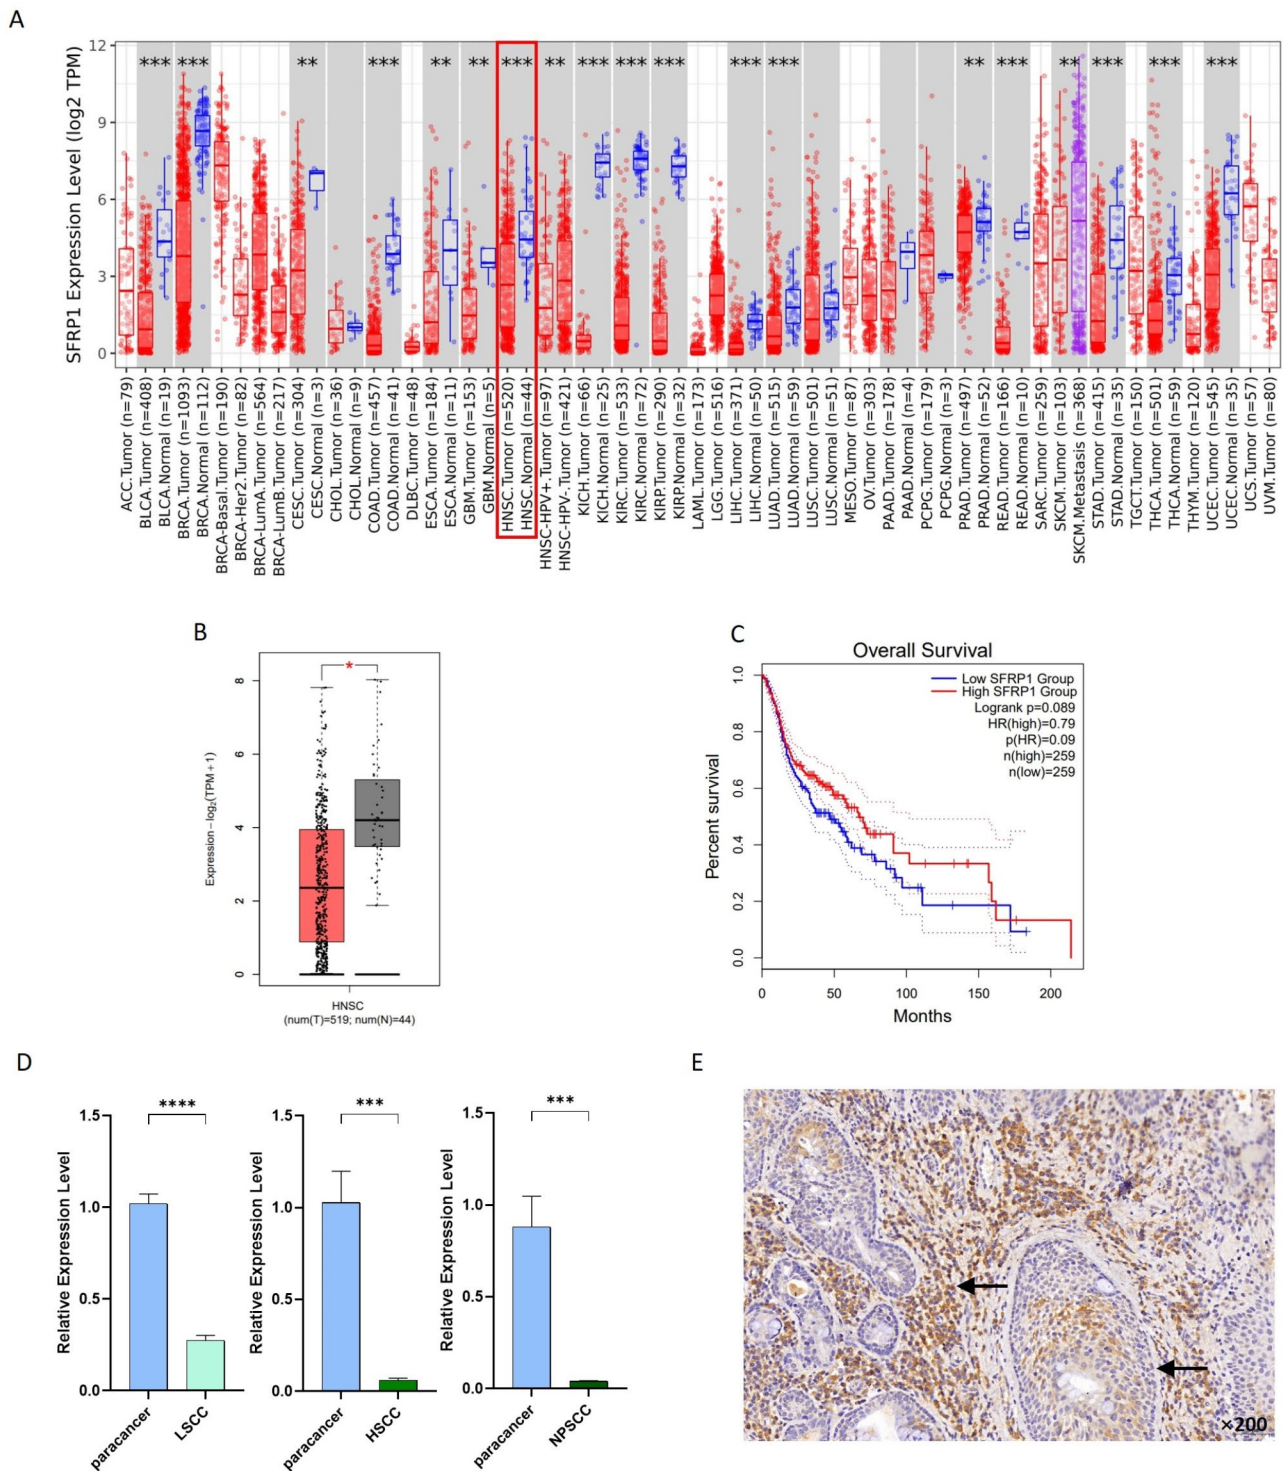 A
SFRP1 Expression Level (log2 TPM)
12
9
6
3
0
*** *** ** *** ** ** *** ** *** *** *** *** *** ** *** ** *** *** ***
ACC.Tumor (n=79)
BLCA.Tumor (n=408)
BLCA.Normal (n=19)
BRCA.Tumor (n=1093)
BRCA.Normal (n=112)
BRCA-Basal.Tumor (n=190)
BRCA-Her2.Tumor (n=82)
BRCA-LumA.Tumor (n=564)
BRCA-LumB.Tumor (n=217)
CESC.Tumor (n=304)
CESC.Normal (n=3)
CHOL.Tumor (n=36)
CHOL.Normal (n=9)
COAD.Tumor (n=457)
COAD.Normal (n=41)
DLBC.Tumor (n=48)
ESCA.Tumor (n=184)
ESCA.Normal (n=11)
GBM.Tumor (n=153)
GBM.Normal (n=5)
HNSC.Tumor (n=520)
HNSC.Normal (n=44)
HNSC-HPV+.Tumor (n=97)
HNSC-HPV-.Tumor (n=421)
KICH.Tumor (n=66)
KICH.Normal (n=25)
KIRC.Tumor (n=533)
KIRC.Normal (n=72)
KIRP.Tumor (n=290)
KIRP.Normal (n=32)
LAML.Tumor (n=173)
LGG.Tumor (n=516)
LIHC.Tumor (n=371)
LIHC.Normal (n=50)
LUAD.Tumor (n=515)
LUAD.Normal (n=59)
LUSC.Tumor (n=501)
LUSC.Normal (n=51)
MESO.Tumor (n=87)
OV.Tumor (n=303)
PAAD.Tumor (n=178)
PAAD.Normal (n=4)
PCPG.Tumor (n=179)
PCPG.Normal (n=3)
PRAD.Tumor (n=497)
PRAD.Normal (n=52)
READ.Tumor (n=166)
READ.Normal (n=10)
SARC.Tumor (n=259)
SKCM.Tumor (n=103)
SKCM.Metastasis (n=368)
STAD.Tumor (n=415)
STAD.Normal (n=35)
TGCT.Tumor (n=150)
THCA.Tumor (n=501)
THCA.Normal (n=59)
THYM.Tumor (n=120)
UCEC.Tumor (n=545)
UCEC.Normal (n=35)
UCS.Tumor (n=57)
UVM.Tumor (n=80)
B
*
Expression−log2(TPM+1)
8
6
4
2
0
HNSC
(num(T)=519; num(N)=44)
C
Overall Survival
Low SFRP1 Group
High SFRP1 Group
Logrank p=0.089
HR(high)=0.79
p(HR)=0.09
n(high)=259
n(low)=259
Percent survival
1.0
0.8
0.6
0.4
0.2
0.0
0 50 100 150 200
Months
D
****
Relative Expression Level
1.5
1.0
0.5
0.0
paracancer
LSCC
***
Relative Expression Level
1.5
1.0
0.5
0.0
paracancer
HSCC
***
Relative Expression Level
1.5
1.0
0.5
0.0
paracancer
NPSCC
E
×200